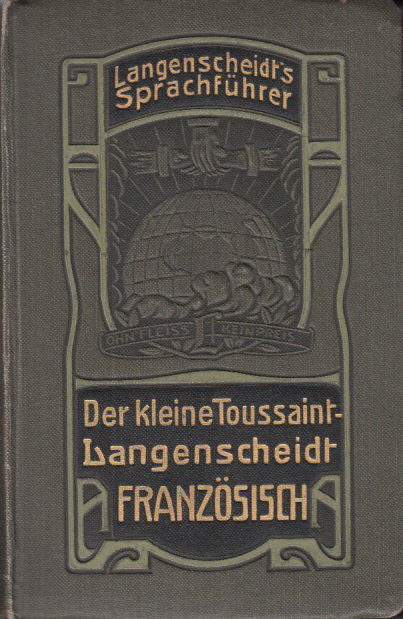 Langenscheidt's
Sprachführer
OHN' FLEISS KEIN PREIS
Der kleine Toussaint-
Langenscheidt
FRANZÖSISCH